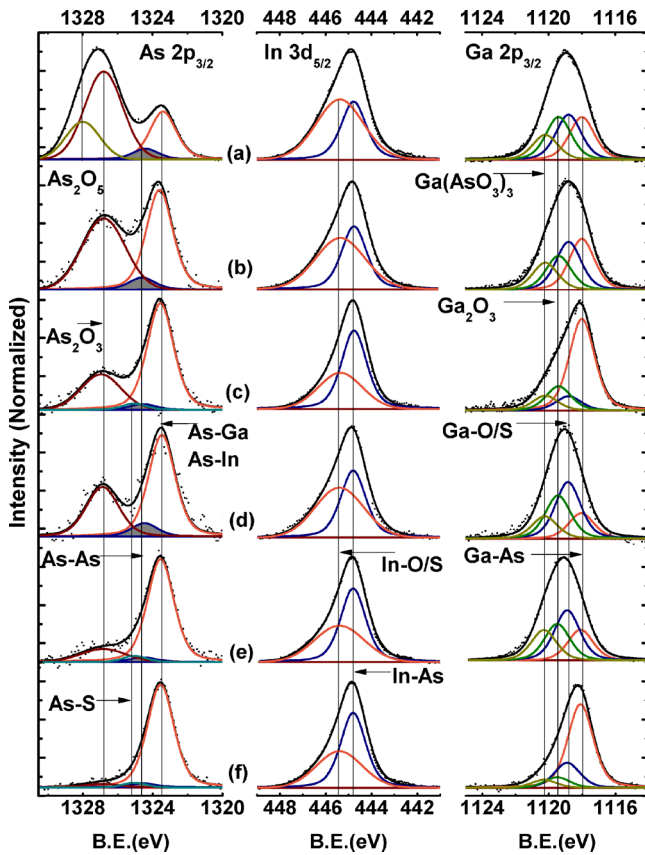 1328 1324 1320 448 446 444 442 1124 1120 1116
As 2p3/2 In 3d5/2 Ga 2p3/2
(a)
As2O5 Ga(AsO3)3
(b)
As2O3 Ga2O3
(c)
As-Ga Ga-O/S
As-In
(d)
As-As In-O/S Ga-As
(e)
As-S In-As
(f)
1328 1324 1320 448 446 444 442 1124 1120 1116
B.E.(eV) B.E.(eV) B.E.(eV)
Intensity (Normalized)